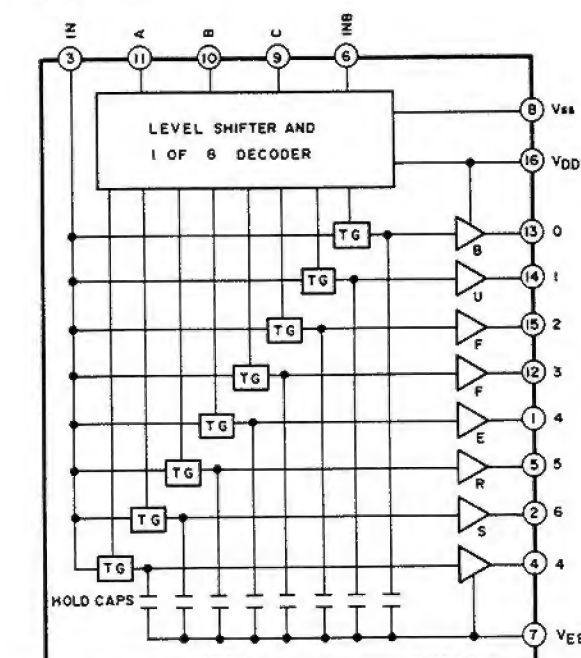 IN A B C INB
3 11 10 9 6
LEVEL SHIFTER AND
1 OF 8 DECODER
8 Vss
16 VDD
TG B 13 0
TG U 14 1
TG F 15 2
TG F 12 3
TG E 1 4
TG R 5 5
TG S 2 6
TG 4 4
HOLD CAPS
7 VEE